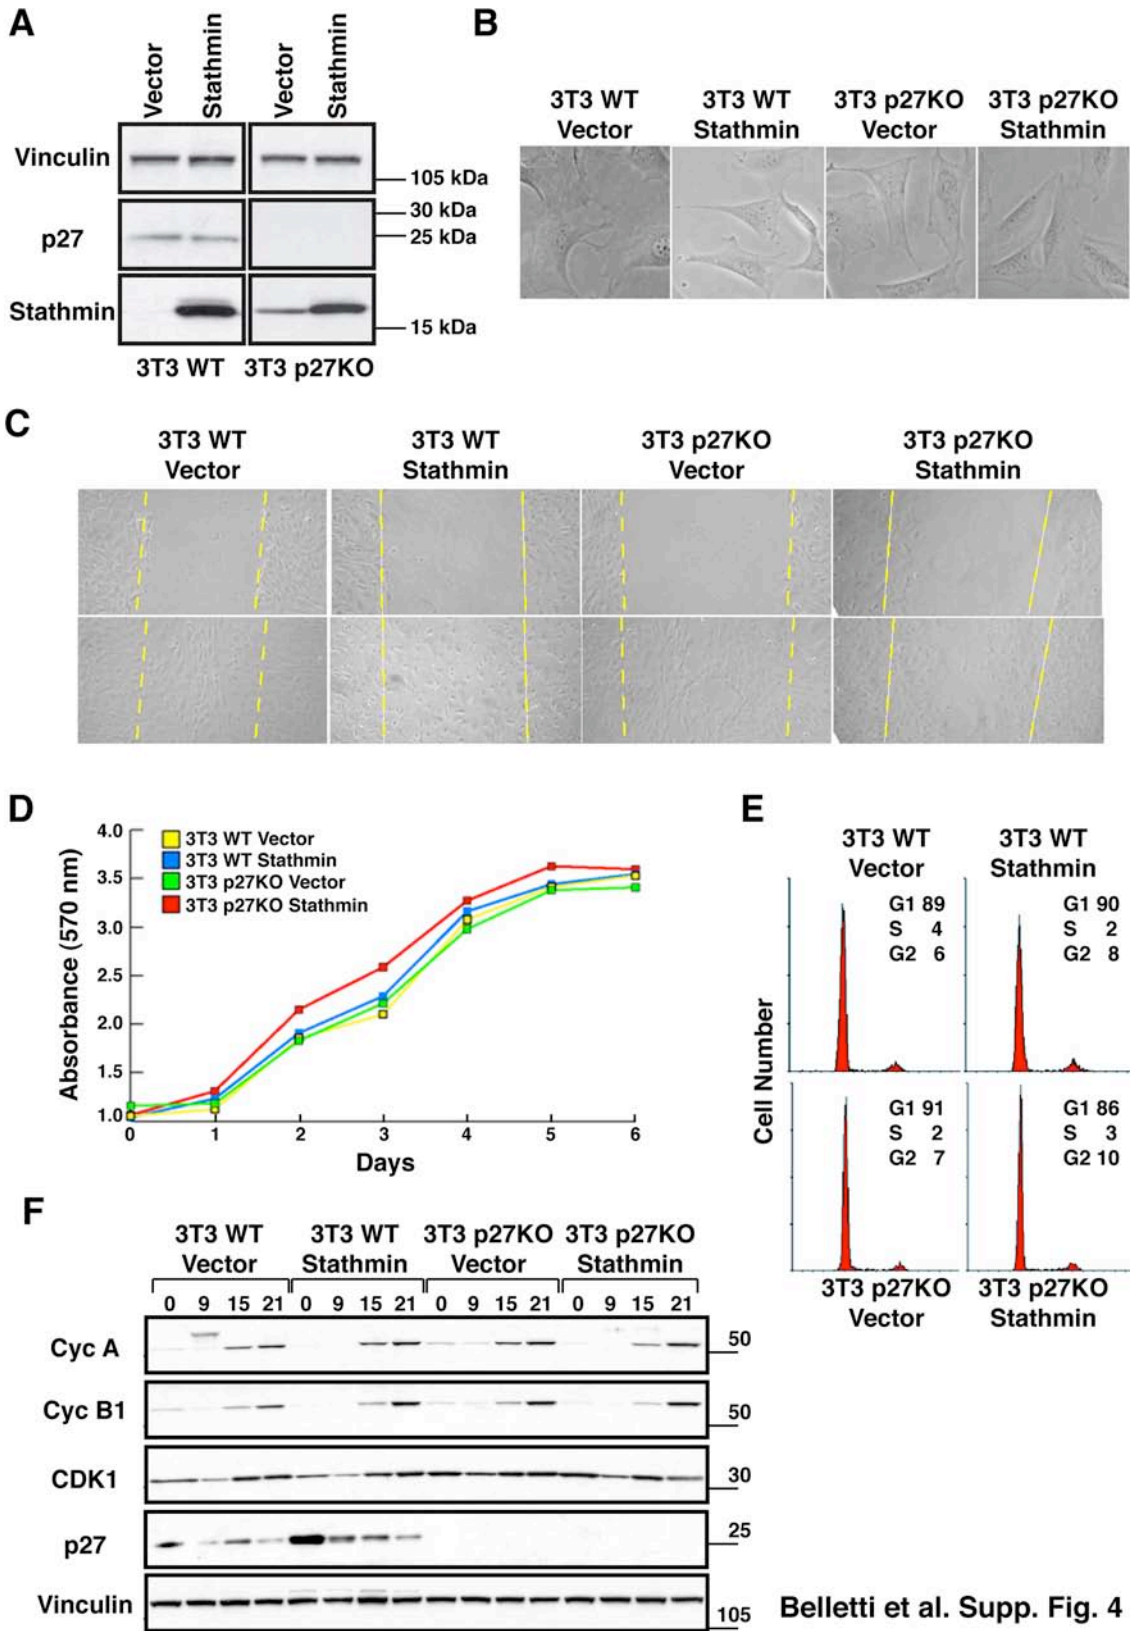 A
Vector
Stathmin
Vector
Stathmin
Vinculin
105 kDa
30 kDa
p27
25 kDa
Stathmin
15 kDa
3T3 WT 3T3 p27KO
B
3T3 WT
Vector
3T3 WT
Stathmin
3T3 p27KO
Vector
3T3 p27KO
Stathmin
C
3T3 WT
Vector
3T3 WT
Stathmin
3T3 p27KO
Vector
3T3 p27KO
Stathmin
D
Absorbance (570 nm)
4.0
3.5
3.0
2.5
2.0
1.5
1.0
3T3 WT Vector
3T3 WT Stathmin
3T3 p27KO Vector
3T3 p27KO Stathmin
0 1 2 3 4 5 6
Days
E
3T3 WT
Vector
3T3 WT
Stathmin
Cell Number
G1 89
S 4
G2 6
G1 90
S 2
G2 8
G1 91
S 2
G2 7
G1 86
S 3
G2 10
3T3 p27KO
Vector
3T3 p27KO
Stathmin
F
3T3 WT
Vector
3T3 WT
Stathmin
3T3 p27KO
Vector
3T3 p27KO
Stathmin
0 9 15 21 0 9 15 21 0 9 15 21 0 9 15 21
Cyc A
50
Cyc B1
50
CDK1
30
p27
25
Vinculin
105
Belletti et al. Supp. Fig. 4